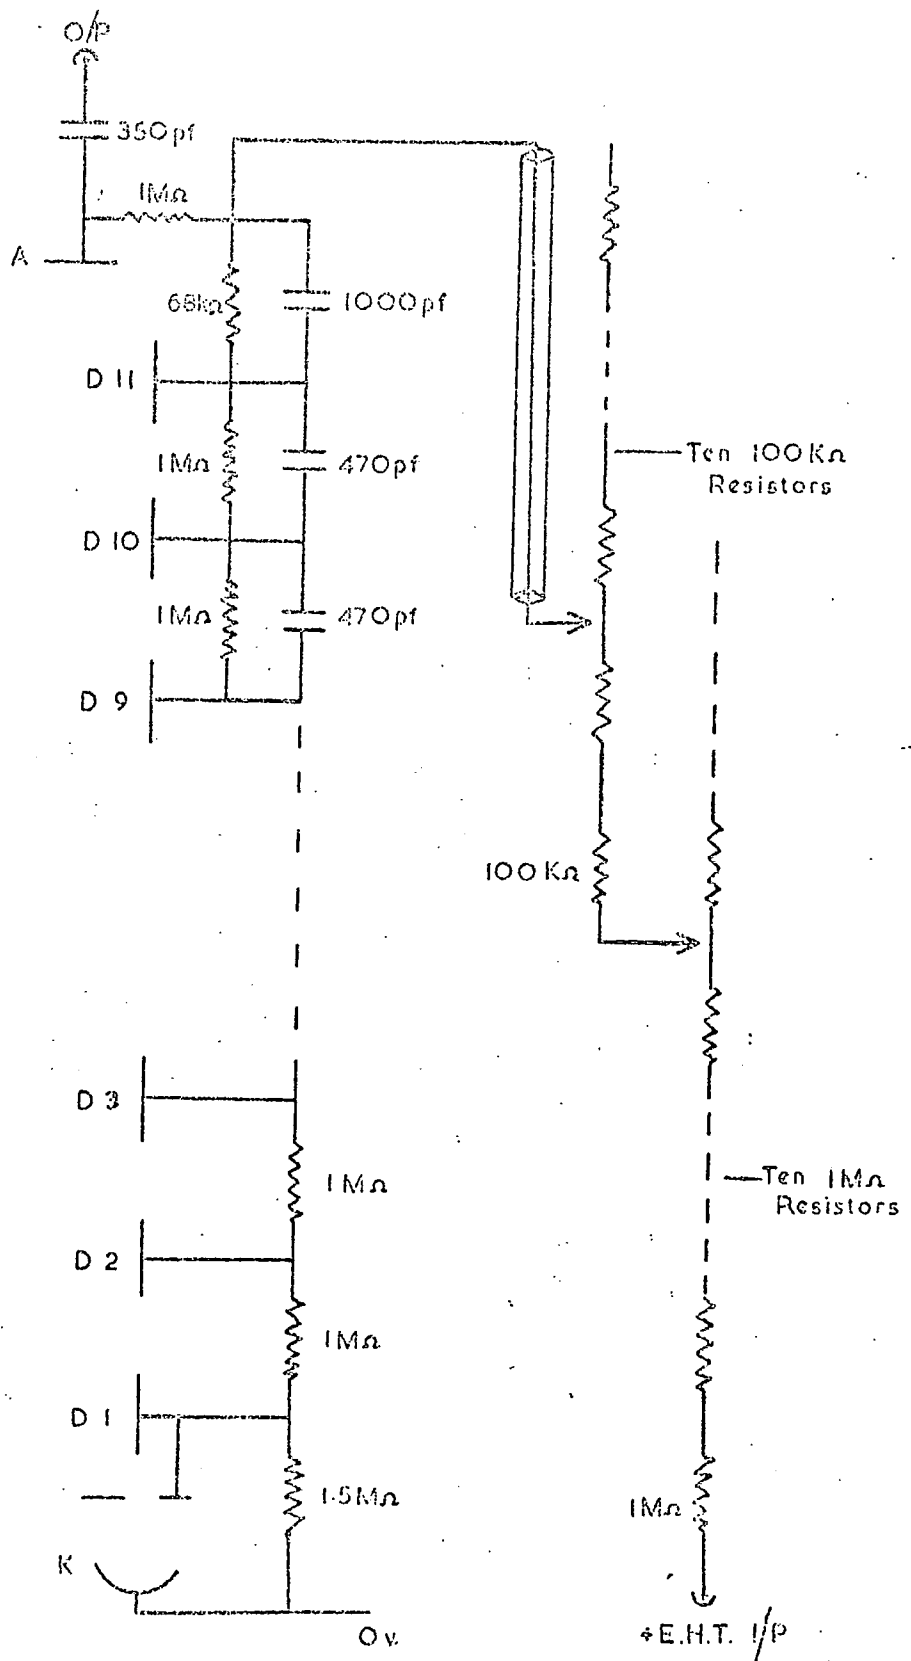 O/P
350pf
1MΩ
A
68kΩ
1000pf
D 11
1MΩ
470pf
Ten 100KΩ
Resistors
D 10
1MΩ
470pf
D 9
100KΩ
D 3
1MΩ
Ten 1MΩ
Resistors
D 2
1MΩ
D 1
1.5MΩ
1MΩ
K
0v.
+E.H.T. I/P